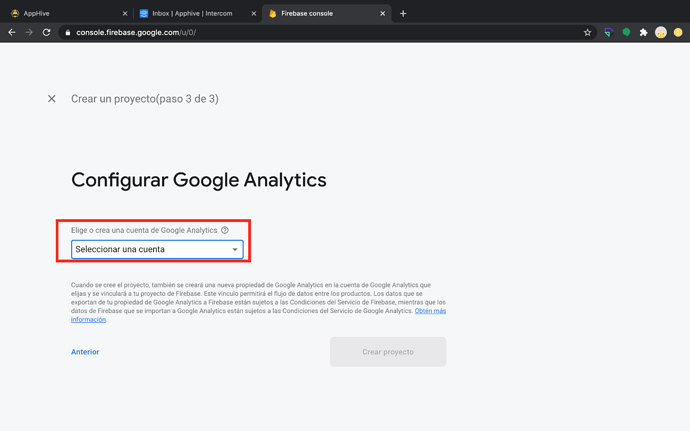 AppHive
Inbox | Apphive | Intercom
Firebase console
console.firebase.google.com/u/0/
Crear un proyecto(paso 3 de 3)
Configurar Google Analytics
Elige o crea una cuenta de Google Analytics
Seleccionar una cuenta
Cuando se cree el proyecto, también se creará una nueva propiedad de Google Analytics en la cuenta de Google Analytics que
elijas y se vinculará a tu proyecto de Firebase. Este vínculo permitirá el flujo de datos entre los productos. Los datos que se
exportan de tu propiedad de Google Analytics a Firebase están sujetos a las Condiciones del Servicio de Firebase, mientras que los
datos de Firebase que se importan a Google Analytics están sujetos a las Condiciones del Servicio de Google Analytics. Obtén más
información.
Anterior
Crear proyecto